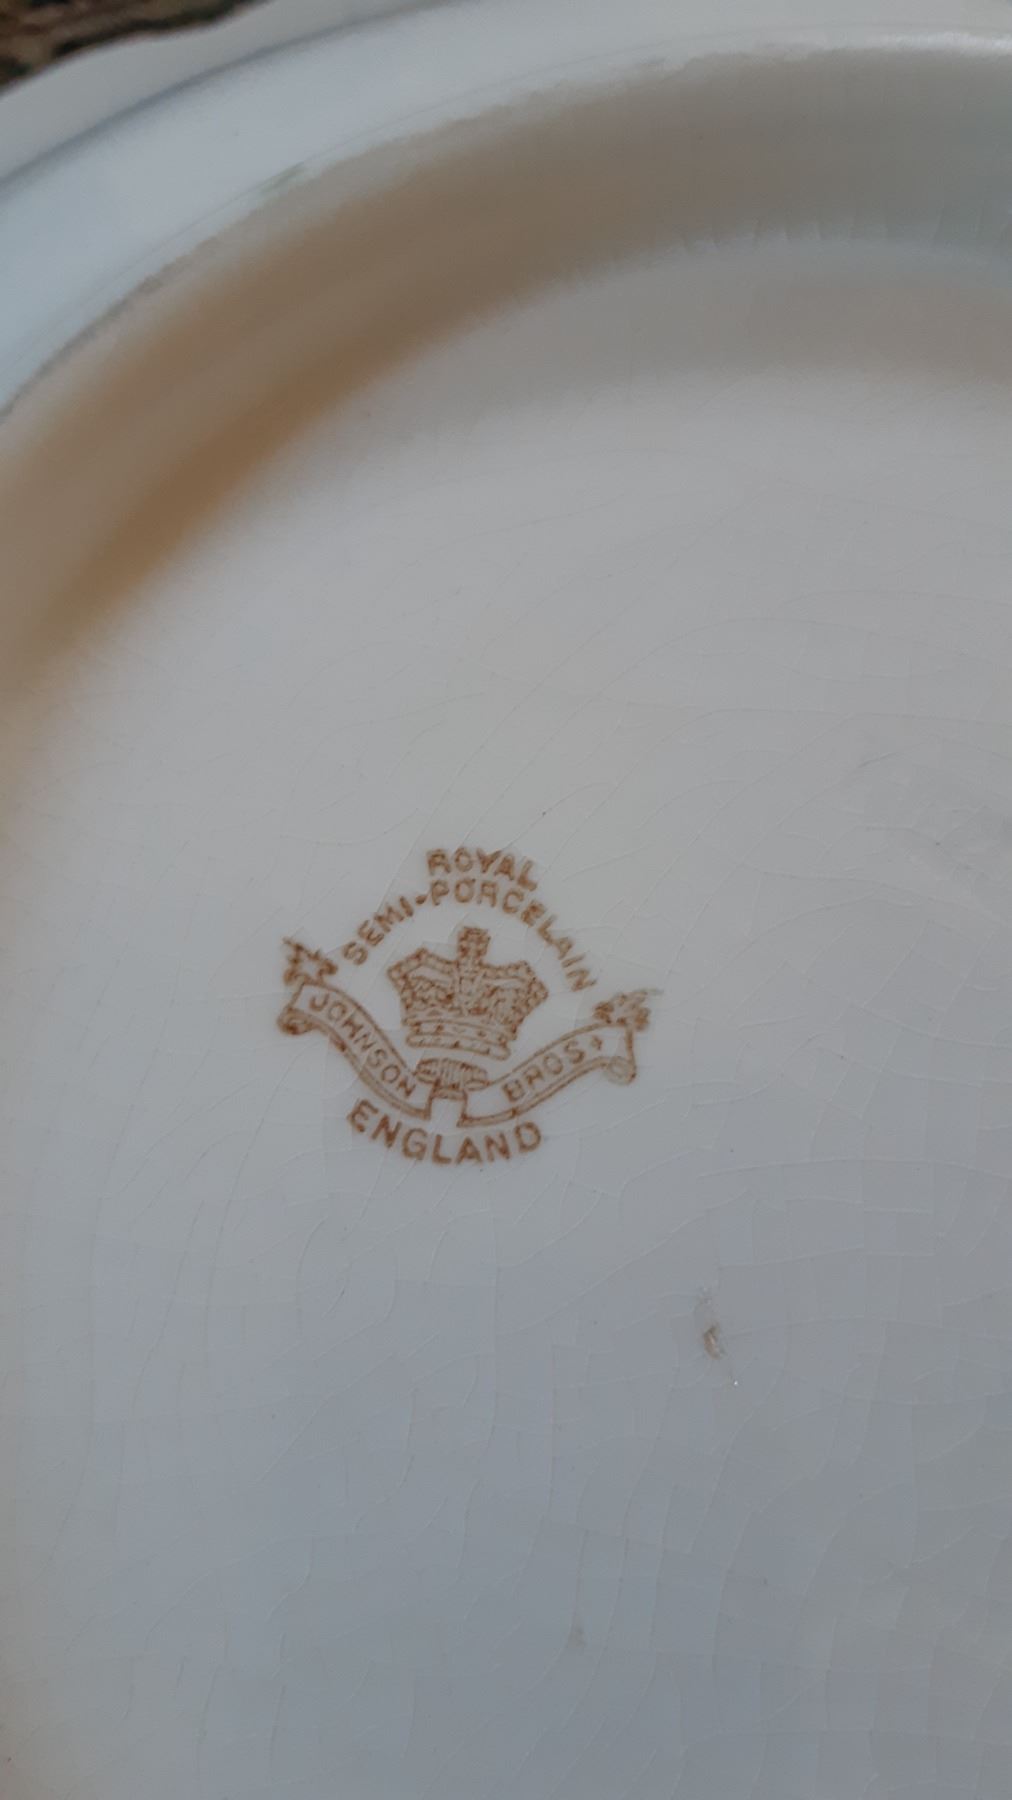 ROYAL
SEMI-PORCELAIN
JOHNSON BROS
ENGLAND